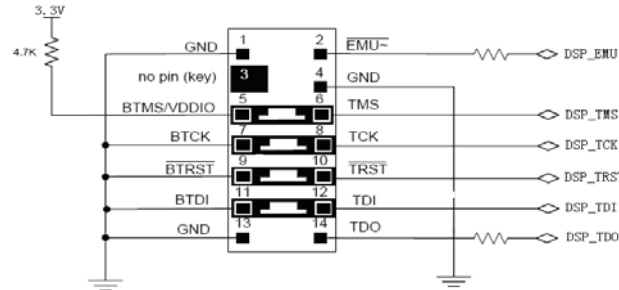 3. 3V
4.7K
GND 1 2 EMU~ DSP_EMU
no pin (key) 3 4 GND
BTMS/VDDIO 5 6 TMS DSP_TMS
BTCK 7 8 TCK DSP_TCK
BTRST 9 10 TRST DSP_TRST
BTDI 11 12 TDI DSP_TDI
GND 13 14 TDO DSP_TDO